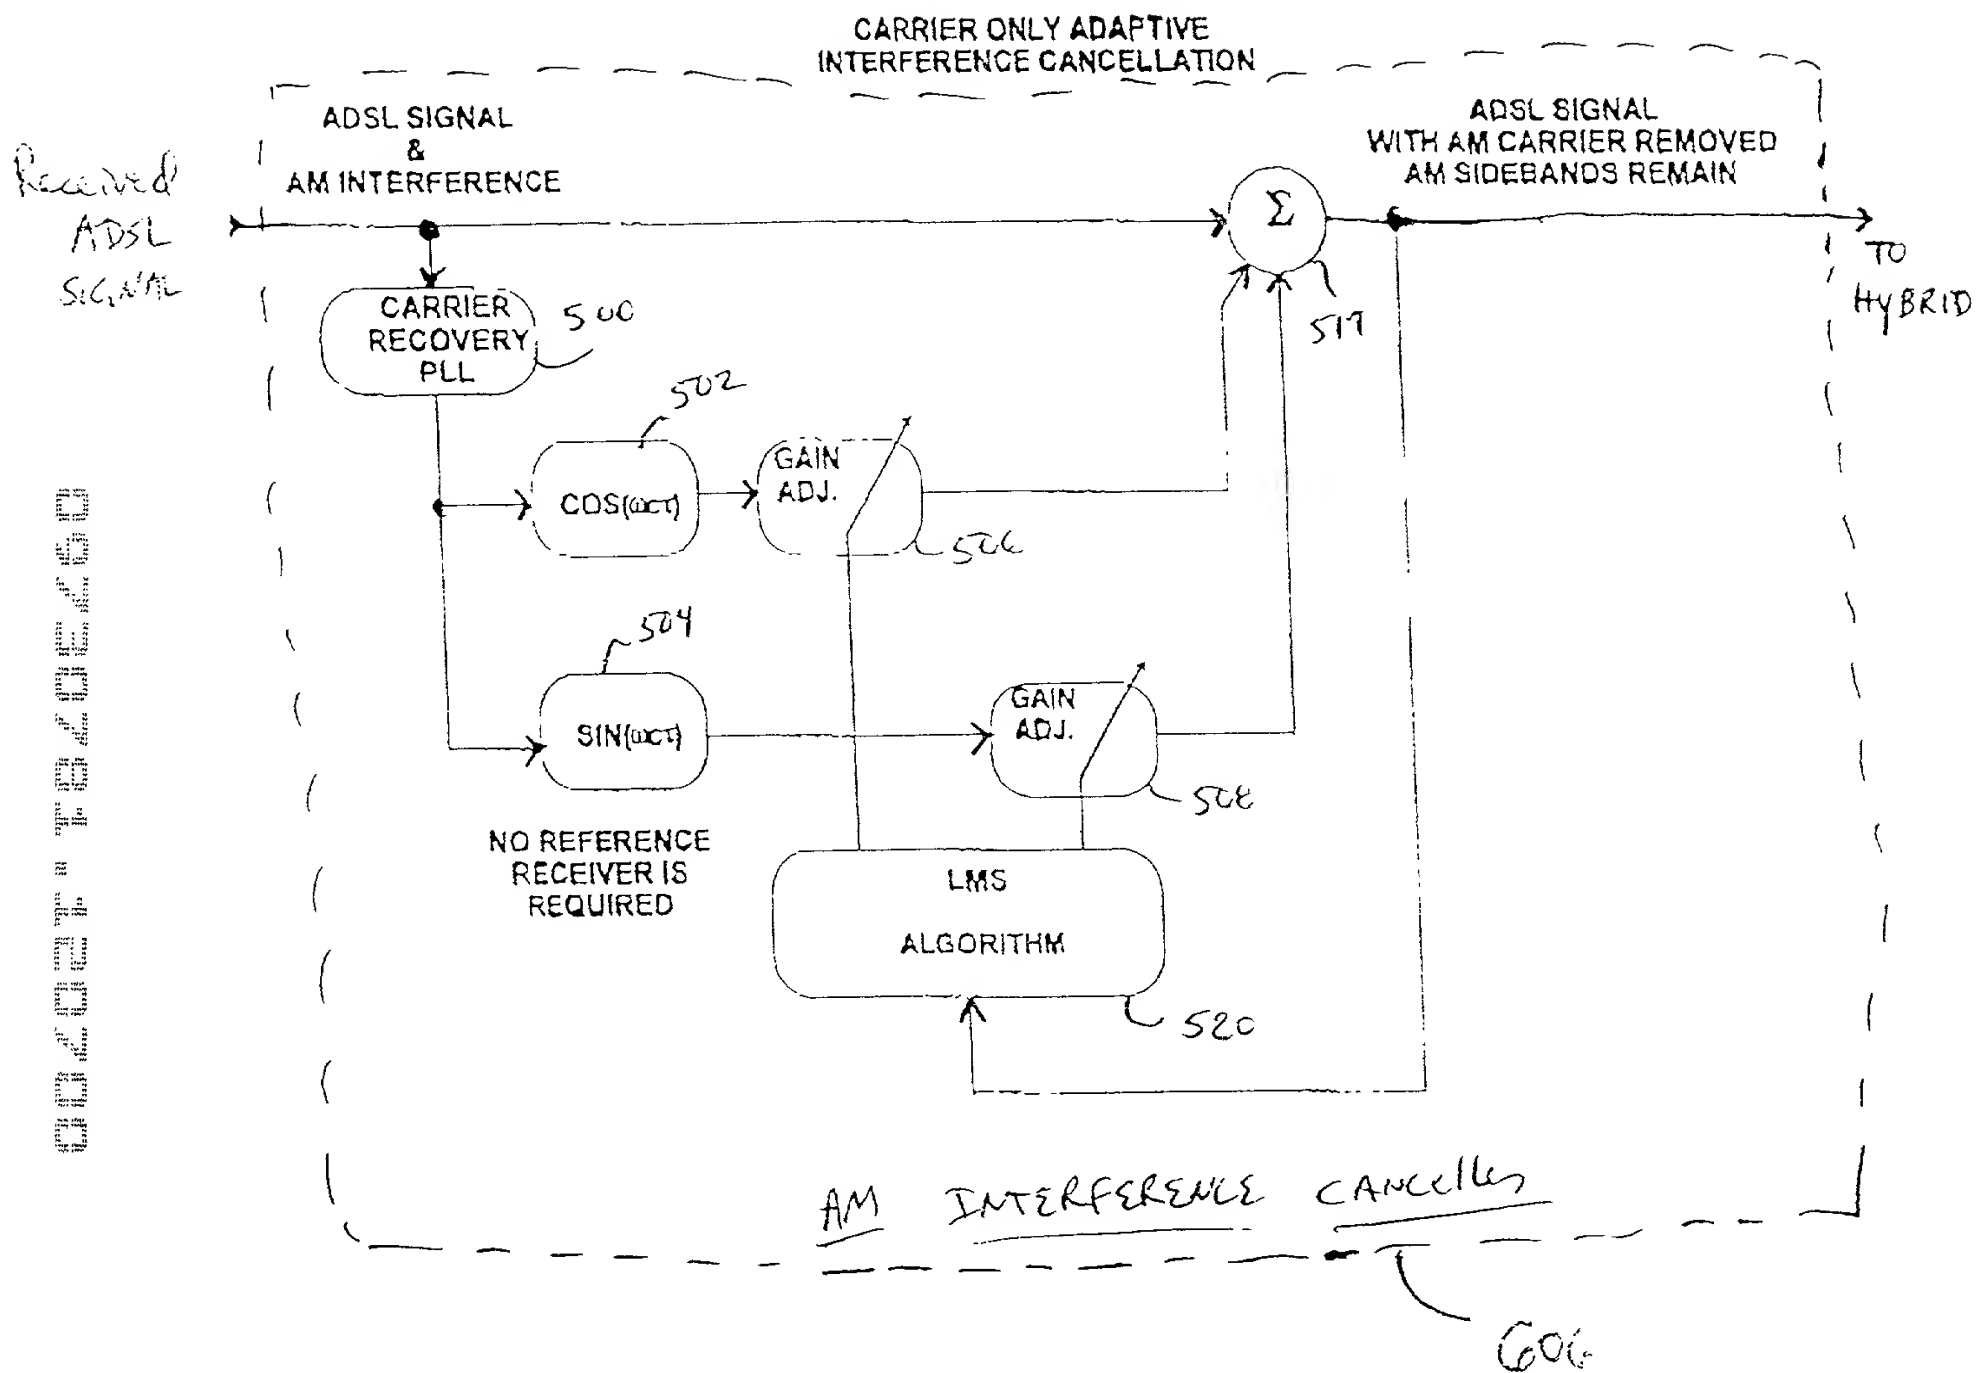 CARRIER ONLY ADAPTIVE
INTERFERENCE CANCELLATION
ADSL SIGNAL
&
AM INTERFERENCE
ADSL SIGNAL
WITH AM CARRIER REMOVED
AM SIDEBANDS REMAIN
Received
ADSL
SIGNAL
Σ
TO
HYBRID
CARRIER
RECOVERY
PLL
500
502
COS(ωCT)
GAIN
ADJ.
506
504
SIN(ωCT)
GAIN
ADJ.
508
NO REFERENCE
RECEIVER IS
REQUIRED
LMS
ALGORITHM
520
AM INTERFERENCE CANCELLER
606